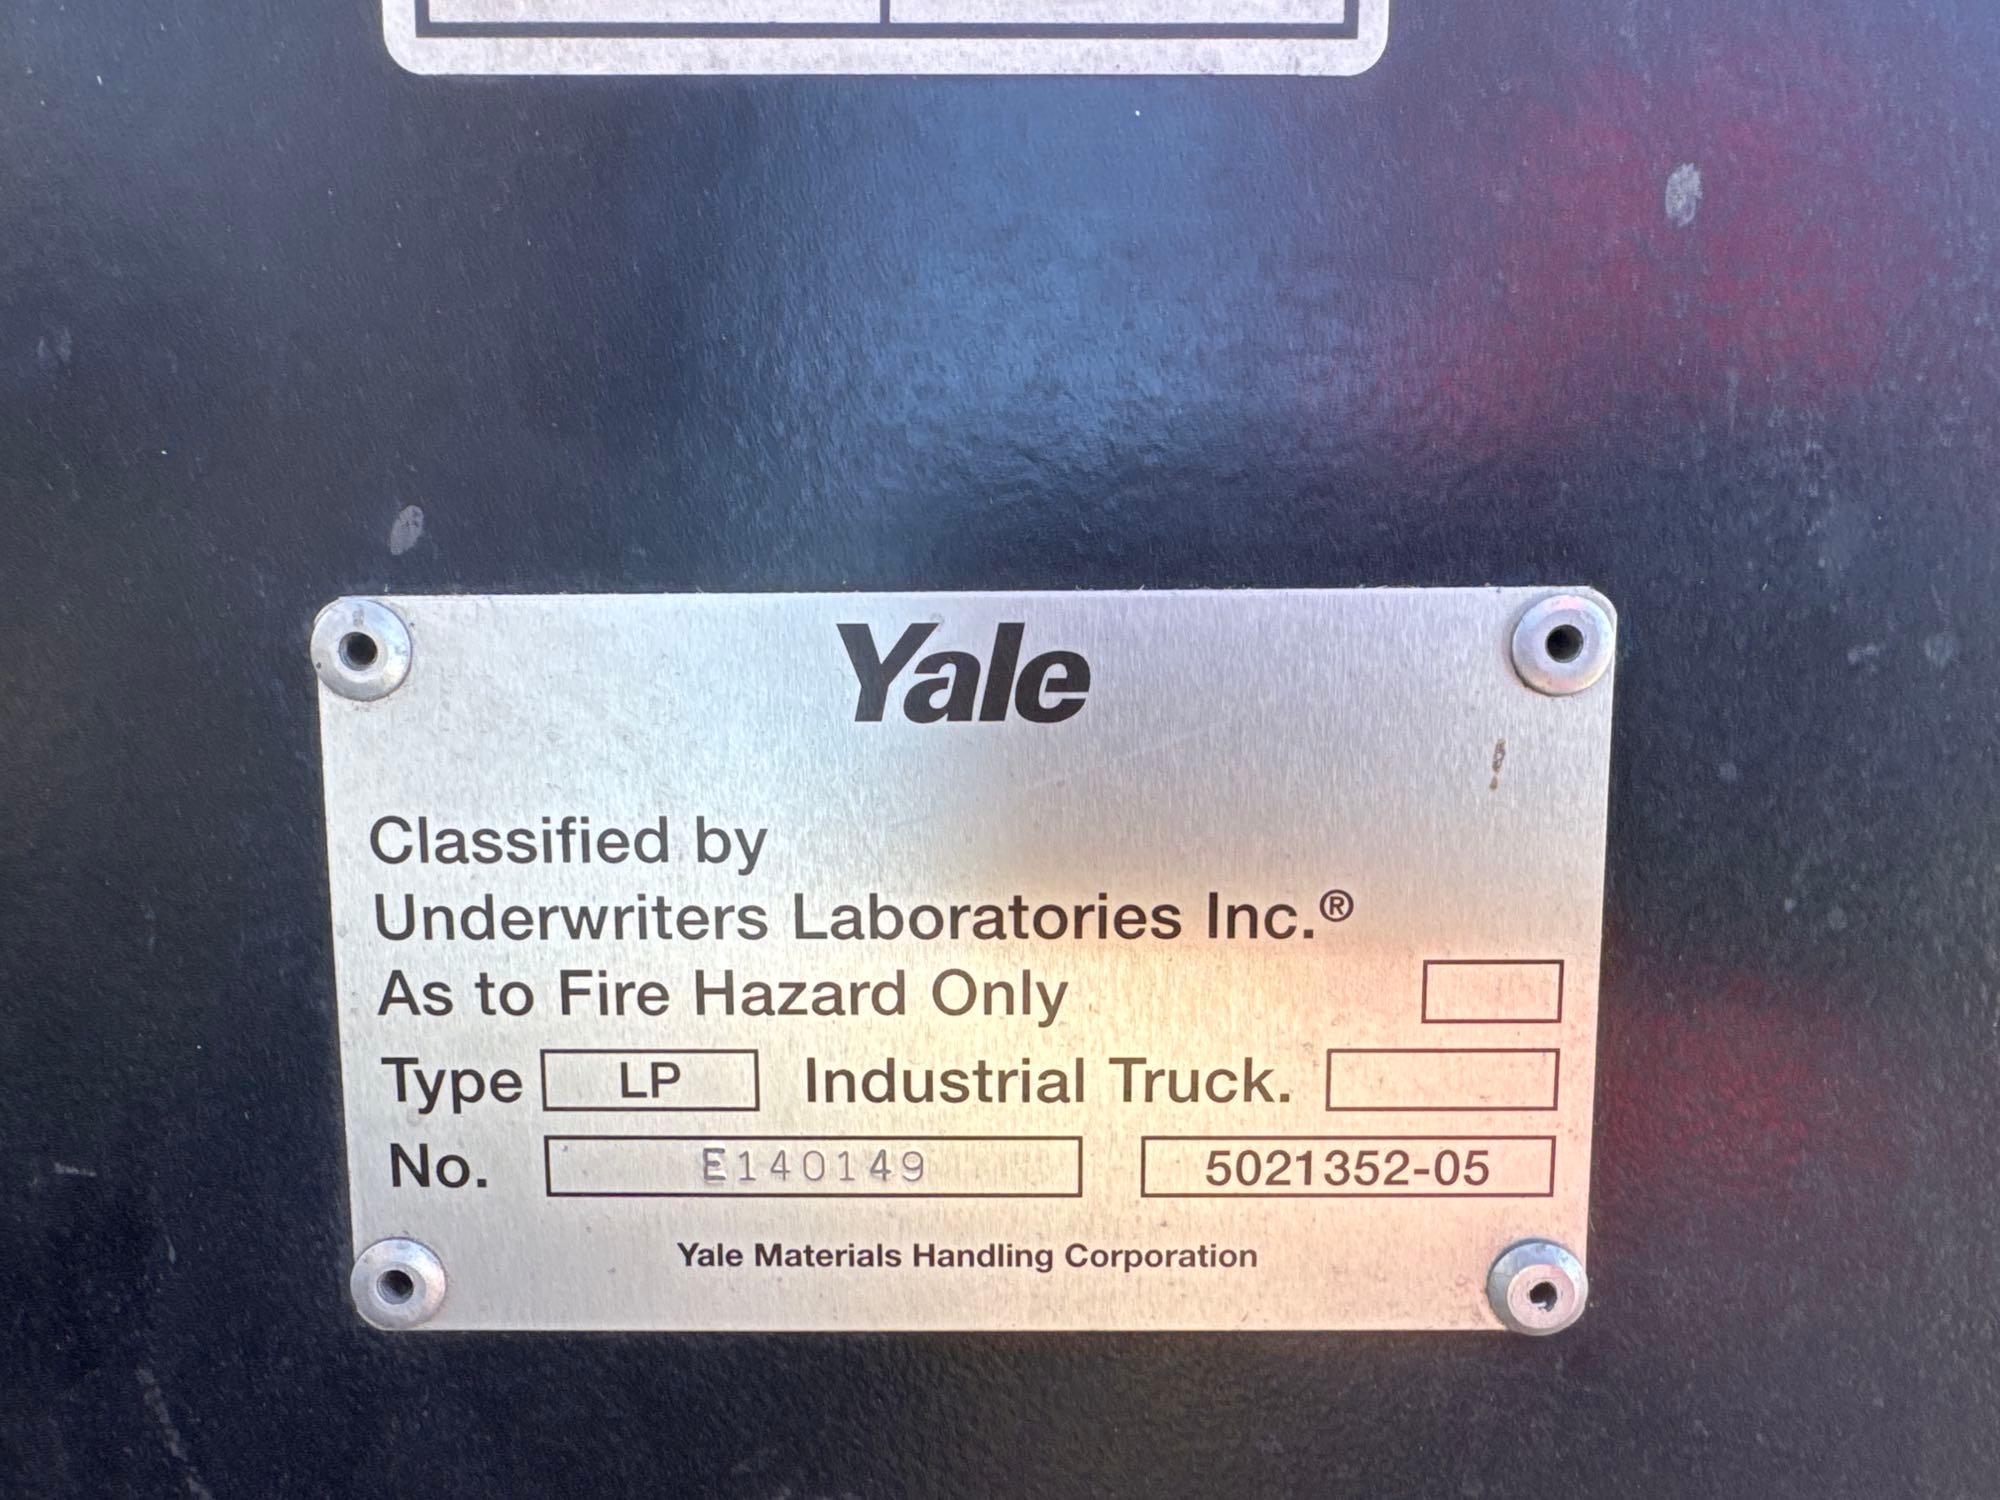 Yale
Classified by
Underwriters Laboratories Inc.®
As to Fire Hazard Only
Type LP Industrial Truck.
No. E140149 5021352-05
Yale Materials Handling Corporation